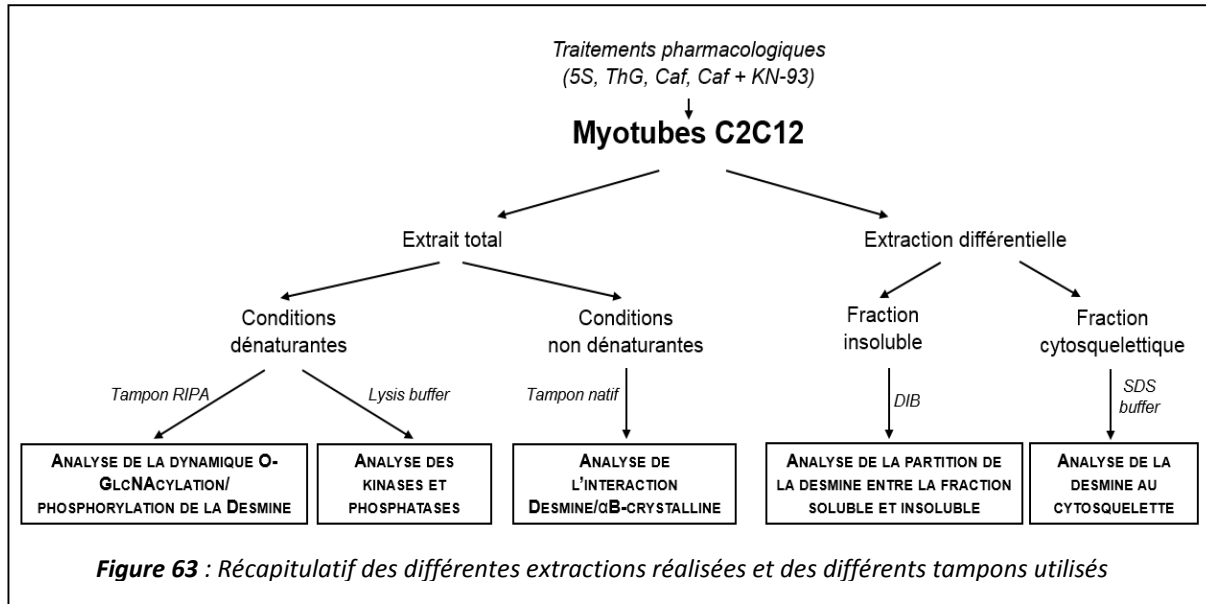 Traitements pharmacologiques
(5S, ThG, Caf, Caf + KN-93)
Myotubes C2C12
Extrait total
Extraction différentielle
Conditions
dénaturantes
Conditions
non dénaturantes
Fraction
insoluble
Fraction
cytosquelettique
Tampon RIPA
Lysis buffer
Tampon natif
DIB
SDS
buffer
ANALYSE DE LA DYNAMIQUE O-
GLCNACYLATION/
PHOSPHORYLATION DE LA DESMINE
ANALYSE DES
KINASES ET
PHOSPHATASES
ANALYSE DE
L'INTERACTION
DESMINE/αB-CRYSTALLINE
ANALYSE DE LA PARTITION DE
LA DESMINE ENTRE LA FRACTION
SOLUBLE ET INSOLUBLE
ANALYSE DE LA
DESMINE AU
CYTOSQUELETTE
Figure 63 : Récapitulatif des différentes extractions réalisées et des différents tampons utilisés